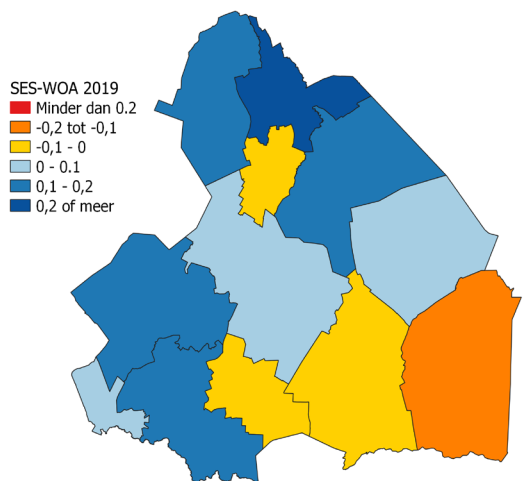 SES-WOA 2019
Minder dan 0.2
-0,2 tot -0,1
-0,1 - 0
0 - 0.1
0,1 - 0,2
0,2 of meer